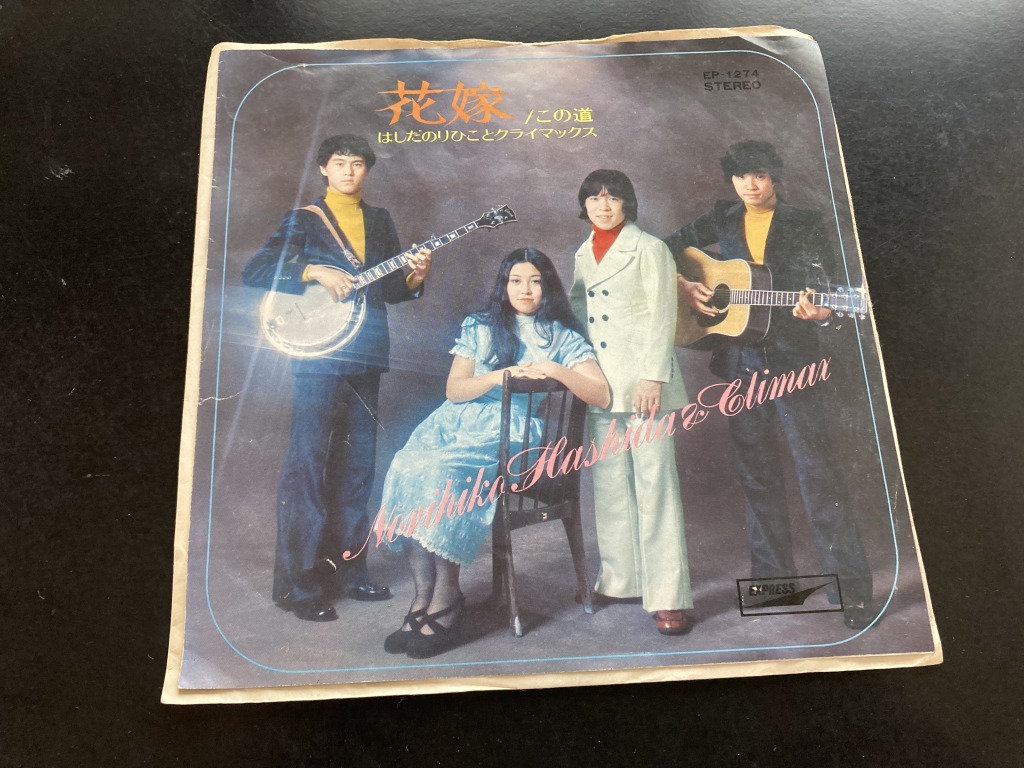 EP-1274
STEREO
花嫁 /この道
はしだのりひことクライマックス
Norihiko Hashida & Climax
EXPRESS